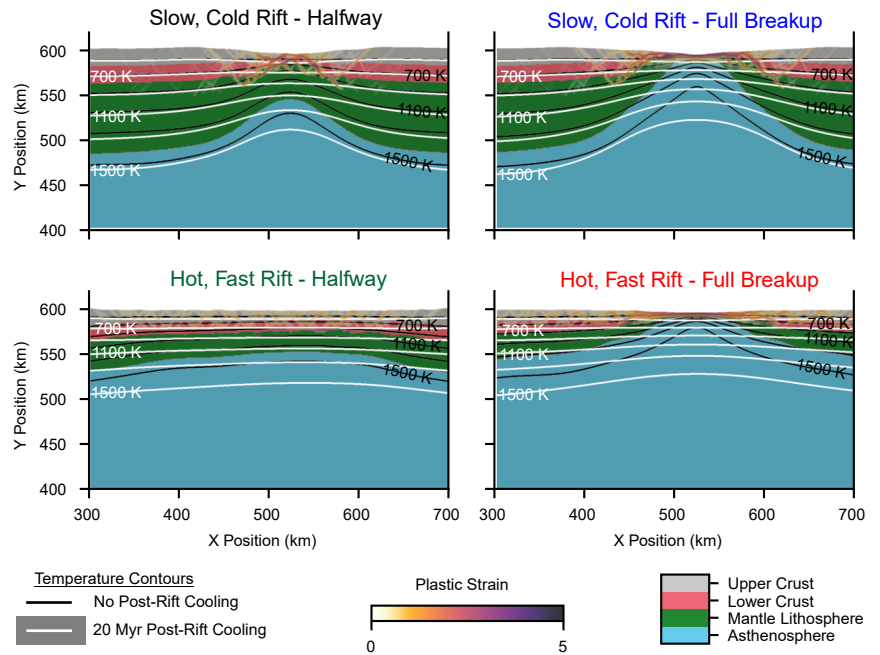 Slow, Cold Rift - Halfway
Slow, Cold Rift - Full Breakup
600
550
500
450
400
Y Position (km)
700 K
1100 K
1500 K
700 K
1100 K
1500 K
700 K
1100 K
1500 K
700 K
1100 K
1500 K
Hot, Fast Rift - Halfway
Hot, Fast Rift - Full Breakup
600
550
500
450
400
Y Position (km)
700 K
1100 K
1500 K
700 K
1100 K
1500 K
700 K
1100 K
1500 K
700 K
1100 K
1500 K
300 400 500 600 700
300 400 500 600 700
X Position (km)
X Position (km)
Temperature Contours
No Post-Rift Cooling
20 Myr Post-Rift Cooling
Plastic Strain
0 5
Upper Crust
Lower Crust
Mantle Lithosphere
Asthenosphere